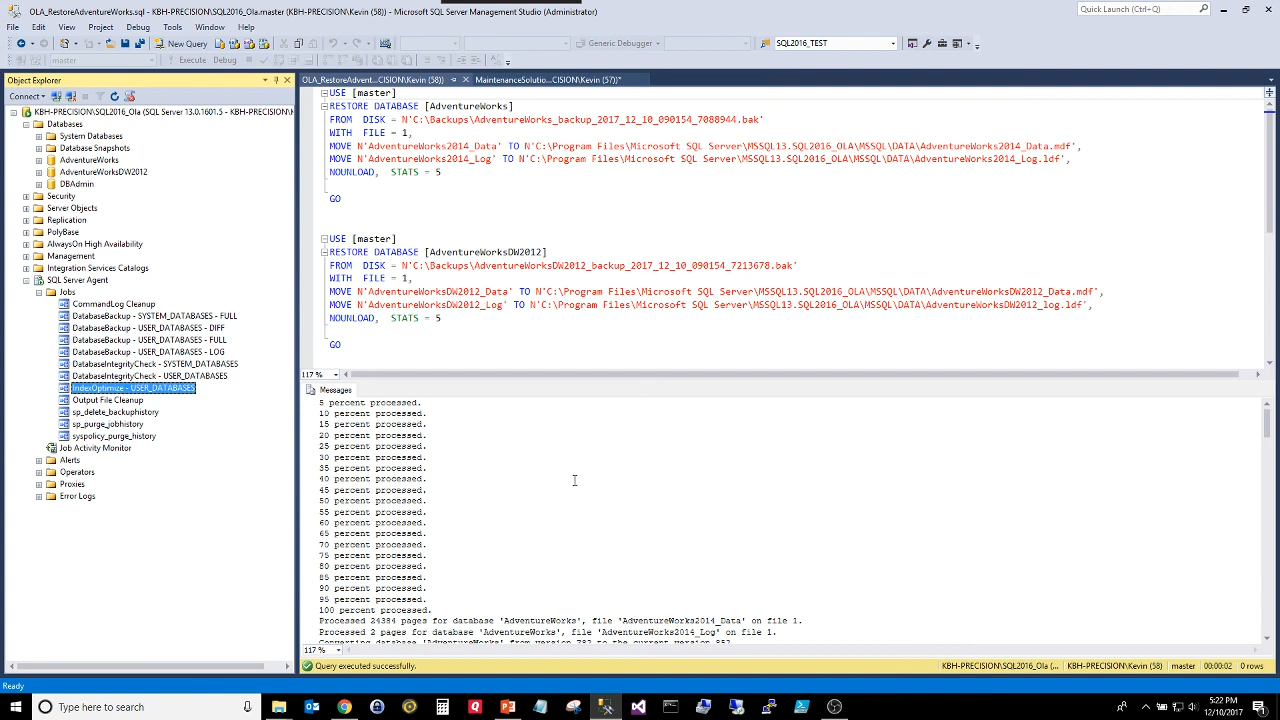 OLA_RestoreAdventureWorks.sql - KBH-PRECISION\SQL2016_Ola.master (KBH-PRECISION\Kevin (58)) - Microsoft SQL Server Management Studio (Administrator)
Quick Launch (Ctrl+Q)
File Edit View Project Debug Tools Window Help
New Query
Generic Debugger
SQL2016_TEST
master
Execute Debug
Object Explorer
OLA_RestoreAdvent...CISION\Kevin (58))
MaintenanceSolutio...CISION\Kevin (57))*
Connect
KBH-PRECISION\SQL2016_Ola (SQL Server 13.0.1601.5 - KBH-PRECISION\
Databases
System Databases
Database Snapshots
AdventureWorks
AdventureWorksDW2012
DBAdmin
Security
Server Objects
Replication
PolyBase
AlwaysOn High Availability
Management
Integration Services Catalogs
SQL Server Agent
Jobs
CommandLog Cleanup
DatabaseBackup - SYSTEM_DATABASES - FULL
DatabaseBackup - USER_DATABASES - DIFF
DatabaseBackup - USER_DATABASES - FULL
DatabaseBackup - USER_DATABASES - LOG
DatabaseIntegrityCheck - SYSTEM_DATABASES
DatabaseIntegrityCheck - USER_DATABASES
IndexOptimize - USER_DATABASES
Output File Cleanup
sp_delete_backuphistory
sp_purge_jobhistory
syspolicy_purge_history
Job Activity Monitor
Alerts
Operators
Proxies
Error Logs
USE [master]
RESTORE DATABASE [AdventureWorks]
FROM DISK = N'C:\Backups\AdventureWorks_backup_2017_12_10_090154_7088944.bak'
WITH FILE = 1,
MOVE N'AdventureWorks2014_Data' TO N'C:\Program Files\Microsoft SQL Server\MSSQL13.SQL2016_OLA\MSSQL\DATA\AdventureWorks2014_Data.mdf',
MOVE N'AdventureWorks2014_Log' TO N'C:\Program Files\Microsoft SQL Server\MSSQL13.SQL2016_OLA\MSSQL\DATA\AdventureWorks2014_Log.ldf',
NOUNLOAD, STATS = 5
GO
USE [master]
RESTORE DATABASE [AdventureWorksDW2012]
FROM DISK = N'C:\Backups\AdventureWorksDW2012_backup_2017_12_10_090154_7213678.bak'
WITH FILE = 1,
MOVE N'AdventureWorksDW2012_Data' TO N'C:\Program Files\Microsoft SQL Server\MSSQL13.SQL2016_OLA\MSSQL\DATA\AdventureWorksDW2012_Data.mdf',
MOVE N'AdventureWorksDW2012_Log' TO N'C:\Program Files\Microsoft SQL Server\MSSQL13.SQL2016_OLA\MSSQL\DATA\AdventureWorksDW2012_log.ldf',
NOUNLOAD, STATS = 5
GO
117 %
Messages
5 percent processed.
10 percent processed.
15 percent processed.
20 percent processed.
25 percent processed.
30 percent processed.
35 percent processed.
40 percent processed.
45 percent processed.
50 percent processed.
55 percent processed.
60 percent processed.
65 percent processed.
70 percent processed.
75 percent processed.
80 percent processed.
85 percent processed.
90 percent processed.
95 percent processed.
100 percent processed.
Processed 24384 pages for database 'AdventureWorks', file 'AdventureWorks2014_Data' on file 1.
Processed 2 pages for database 'AdventureWorks', file 'AdventureWorks2014_Log' on file 1.
Converting database 'AdventureWorks' from version 782 to the current version 852.
117 %
Query executed successfully.
KBH-PRECISION\SQL2016_Ola (... KBH-PRECISION\Kevin (58) master 00:00:02 0 rows
Ready
Type here to search
5:22 PM
12/10/2017